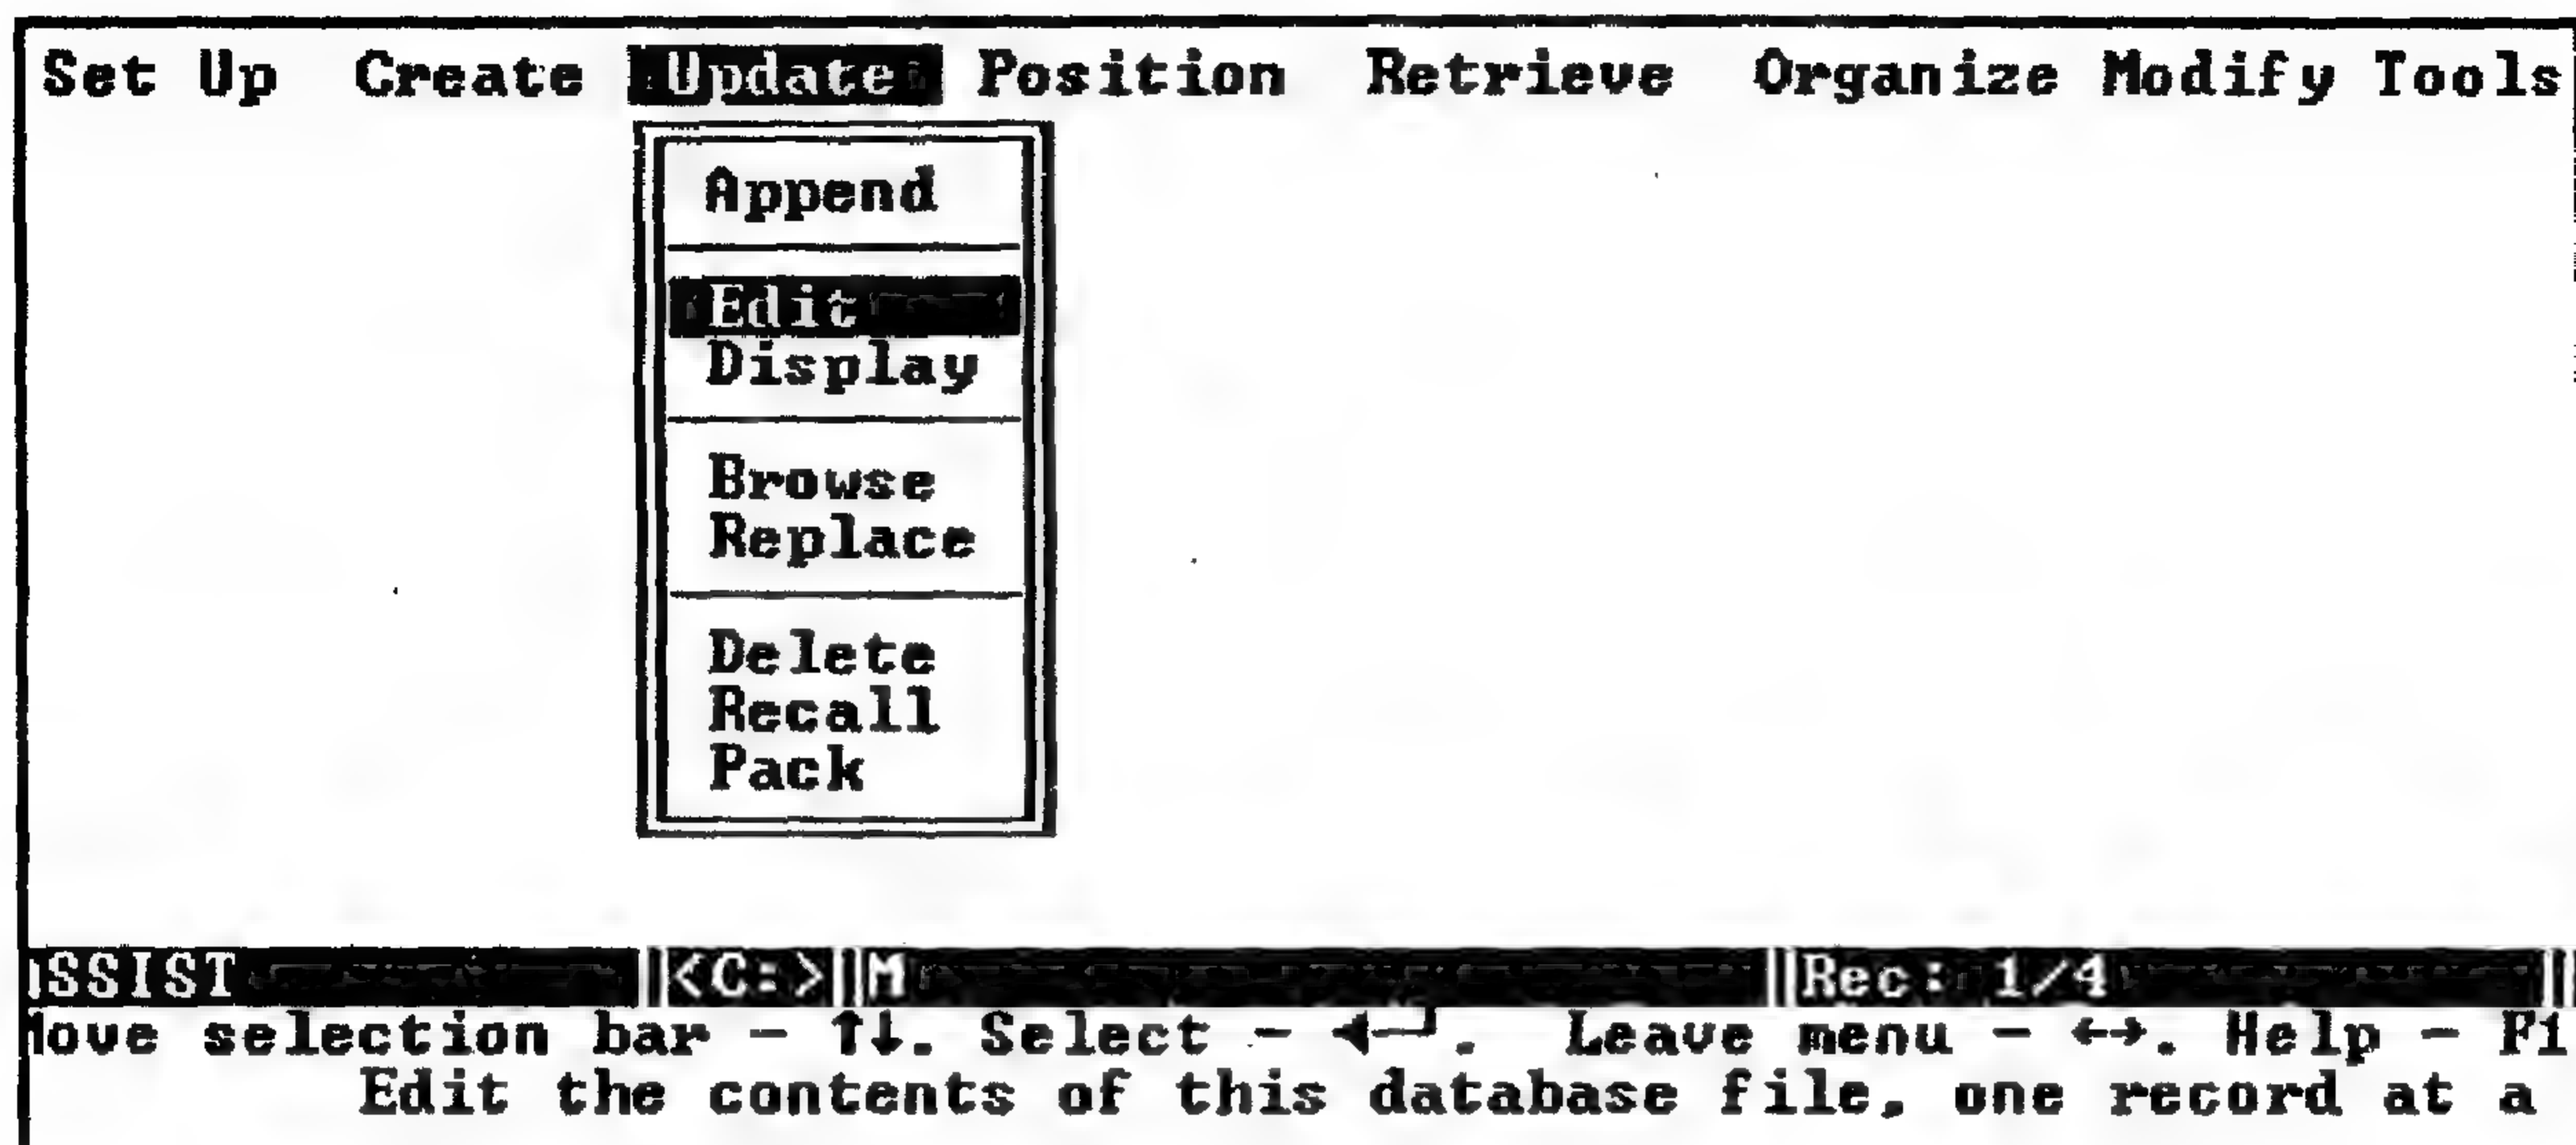 Set Up Create Update Position Retrieve Organize Modify Tools
Append
Edit
Display
Browse
Replace
Delete
Recall
Pack
SSIST <C:> M Rec: 1/4
ove selection bar - ↑↓. Select - ◄─┘. Leave menu - ←→. Help - F1
Edit the contents of this database file, one record at a